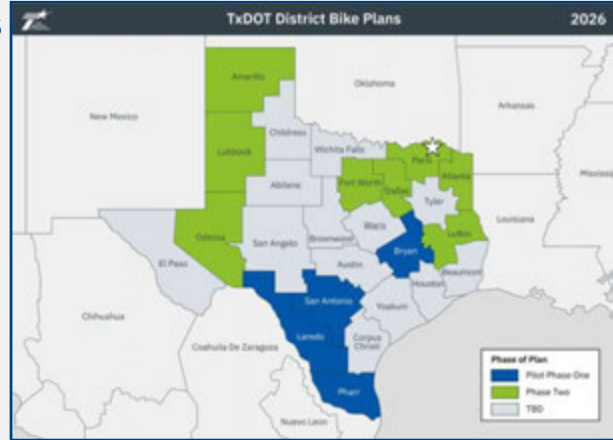 S
TxDOT District Bike Plans
2026
Amarillo
Oklahoma
Arkansas
New Mexico
Childress
Mississi
Lubbock
Wichita Falls
Paris
Abilene
Fort Worth
Dallas
Atlanta
Tyler
Odessa
San Angelo
Brownwood
Waco
Lufkin
Louisiana
El Paso
Bryan
Austin
Beaumont
San Antonio
Houston
Yoakum
Chihuahua
Coahuila De Zaragoza
Laredo
Corpus
Christi
Pharr
Nuevo Leon
Phase of Plan
Pilot Phase One
Phase Two
TBD